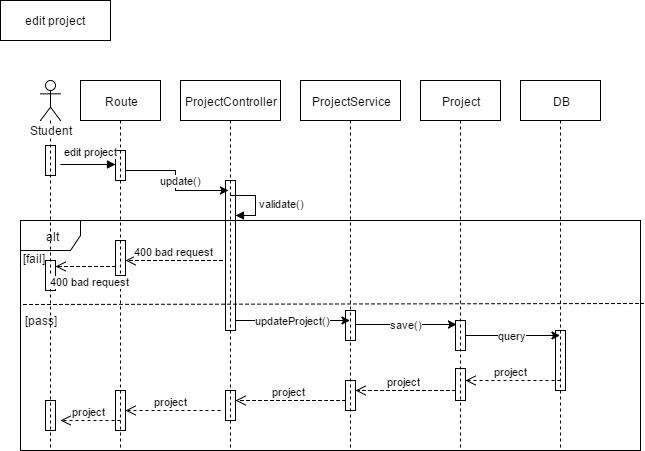 edit project
Route
ProjectController
ProjectService
Project
DB
Student
edit project
update()
validate()
alt
[fail]
400 bad request
400 bad request
[pass]
updateProject()
save()
query
project
project
project
project
project